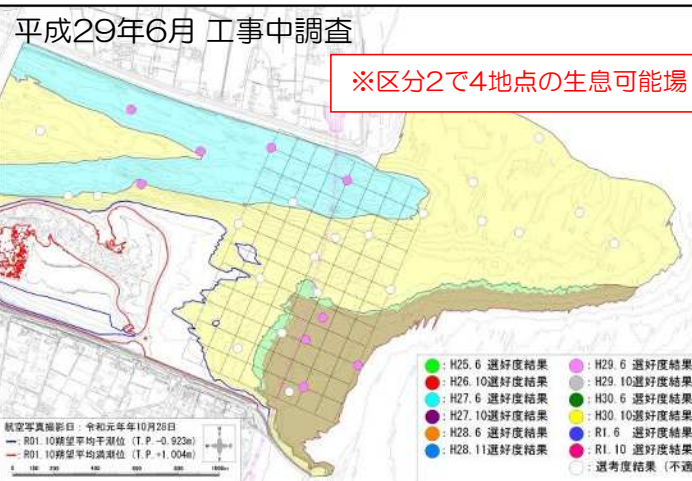 平成29年6月 工事中調査
※区分2で4地点の生息可能場
: H25. 6 選好度結果
: H26. 10選好度結果
: H27. 6 選好度結果
: H27. 10選好度結果
: H28. 6 選好度結果
: H28. 11選好度結果
: H29. 6 選好度結果
: H29. 10選好度結果
: H30. 6 選好度結果
: H30. 10選好度結果
: R1. 6 選好度結果
: R1. 10 選好度結果
: 選考度結果（不適
航空写真撮影日：令和元年年10月28日
: R01. 10朔望平均干潮位 (T. P. -0. 923m)
: R01. 10朔望平均満潮位 (T. P. +1. 004m)
0 100 200 400 600 800 1000m